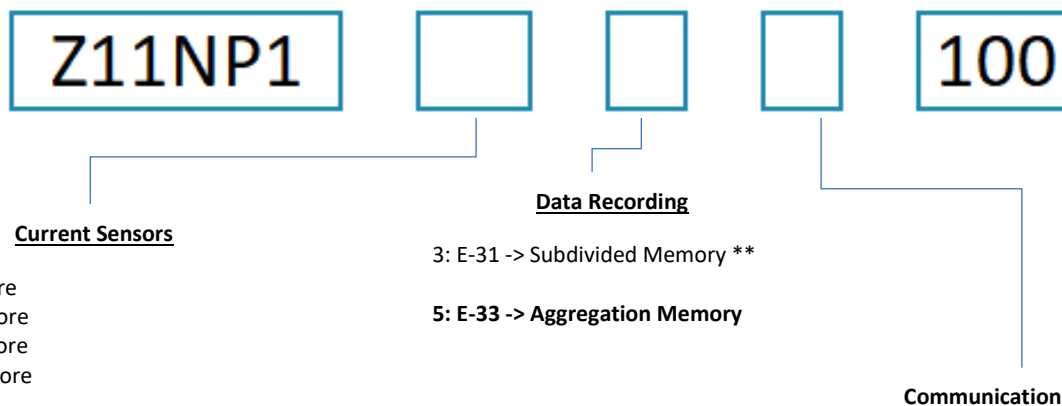 Z11NP1 100
Data Recording
Current Sensors
3: E-31 -> Subdivided Memory **
5: E-33 -> Aggregation Memory
re
ore
ore
ore
Communication